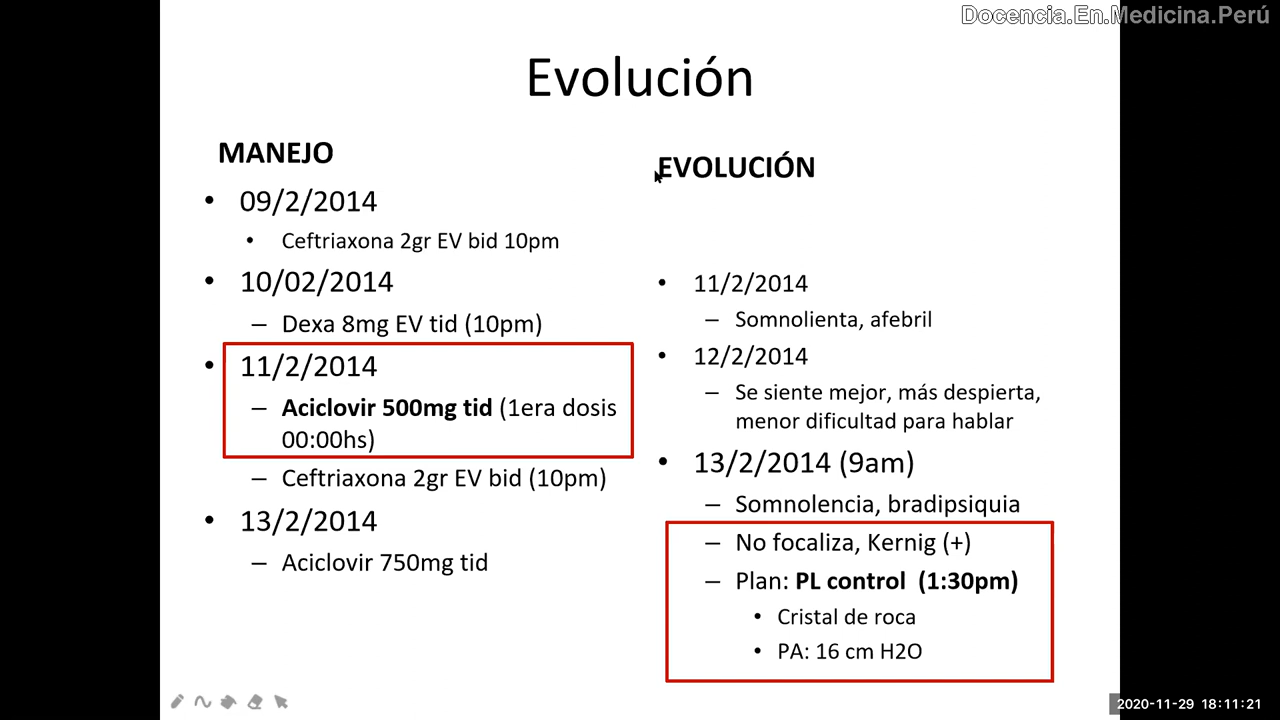 Docencia.En.Medicina.Perú
Evolución
MANEJO
• 09/2/2014
• Ceftriaxona 2gr EV bid 10pm
• 10/02/2014
– Dexa 8mg EV tid (10pm)
• 11/2/2014
– Aciclovir 500mg tid (1era dosis
00:00hs)
– Ceftriaxona 2gr EV bid (10pm)
• 13/2/2014
– Aciclovir 750mg tid
EVOLUCIÓN
• 11/2/2014
– Somnolienta, afebril
• 12/2/2014
– Se siente mejor, más despierta,
menor dificultad para hablar
• 13/2/2014 (9am)
– Somnolencia, bradipsiquia
– No focaliza, Kernig (+)
– Plan: PL control (1:30pm)
• Cristal de roca
• PA: 16 cm H2O
2020-11-29 18:11:21